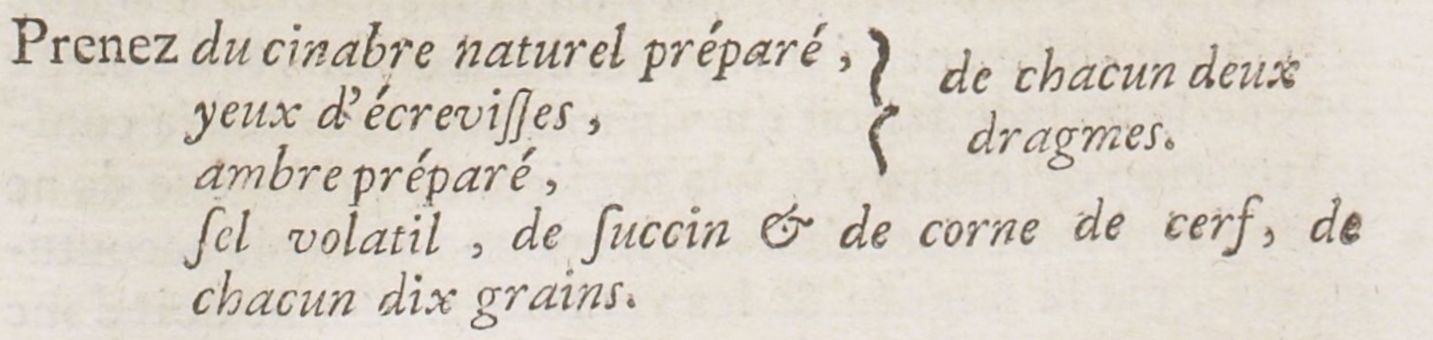 Prenez du cinabre naturel préparé, } de chacun deux
yeux d'écreviſſes, dragmes.
ambre préparé,
ſel volatil, de ſuccin & de corne de cerf, de
chacun dix grains.